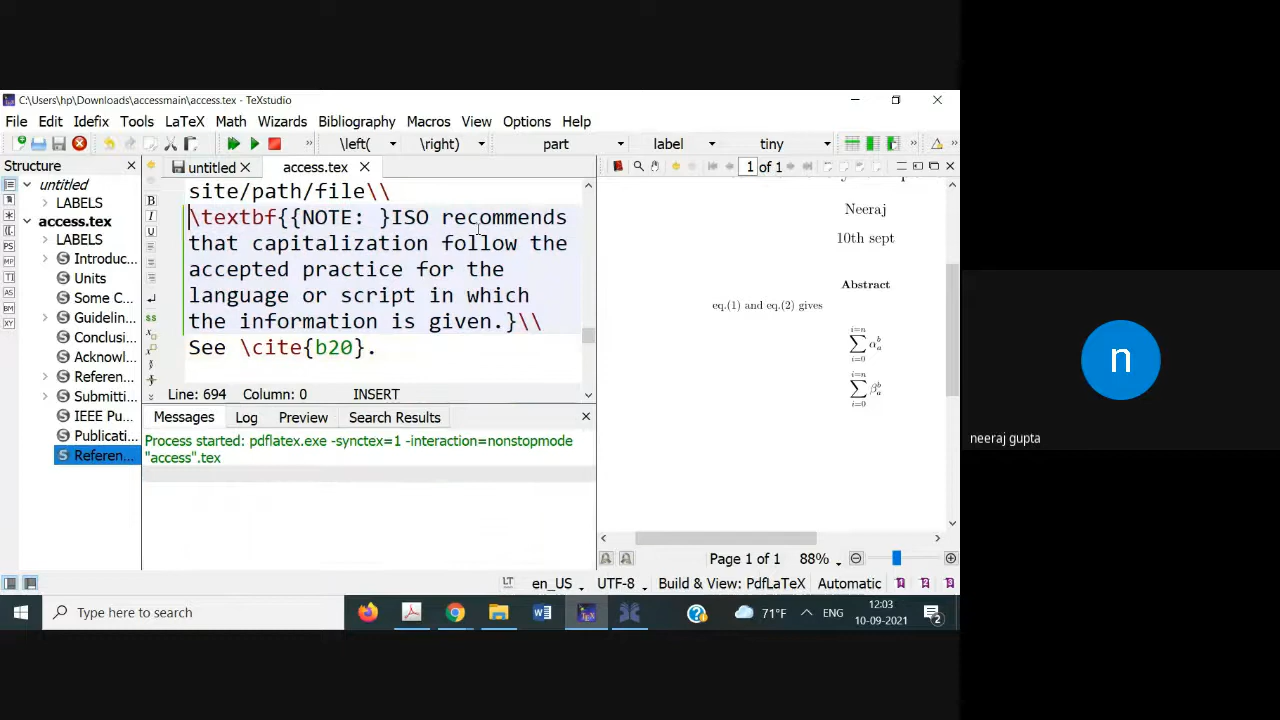 C:\Users\hp\Downloads\accessmain\access.tex - TeXstudio
File Edit Idefix Tools LaTeX Math Wizards Bibliography Macros View Options Help
\left( \right) part label tiny
Structure
untitled access.tex
1 of 1
untitled
LABELS
access.tex
LABELS
Introduc...
Units
Some C...
Guidelin...
Conclusi...
Acknowl...
Referen...
Submitti...
IEEE Pu...
Publicati...
Referen...
site/path/file\\
\textbf{{NOTE: }ISO recommends
that capitalization follow the
accepted practice for the
language or script in which
the information is given.}\\
See \cite{b20}.
Line: 694 Column: 0 INSERT
Messages Log Preview Search Results
Process started: pdflatex.exe -synctex=1 -interaction=nonstopmode
"access".tex
Neeraj
10th sept
Abstract
eq.(1) and eq.(2) gives
i=n
∑ α_a^b
i=0
i=n
∑ β_a^b
i=0
Page 1 of 1 88%
LT en_US UTF-8 Build & View: PdfLaTeX Automatic
Type here to search
71°F ENG
12:03
10-09-2021
2
n
neeraj gupta